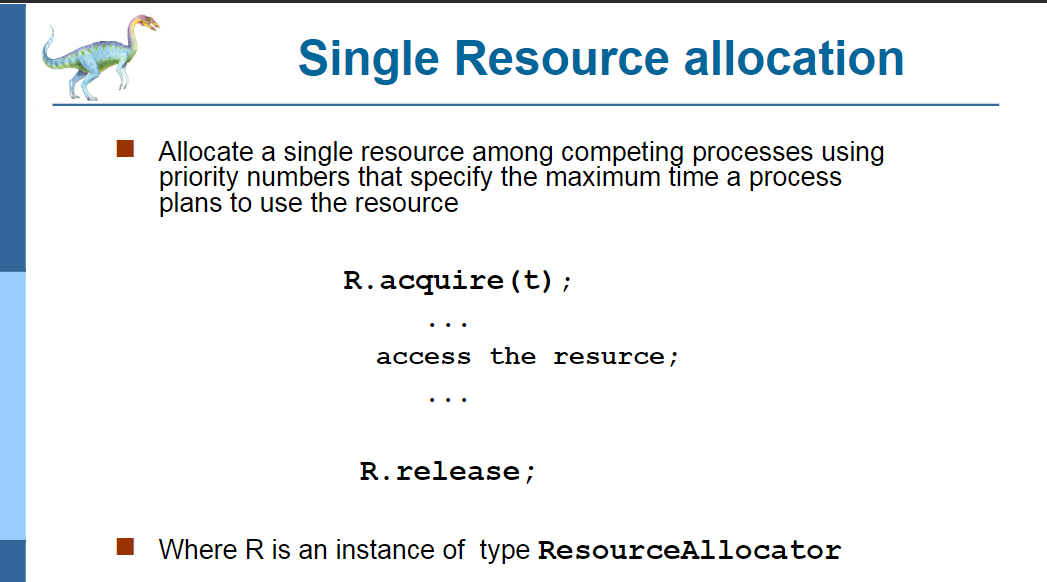 Single Resource allocation
Allocate a single resource among competing processes using
priority numbers that specify the maximum time a process
plans to use the resource
R.acquire(t);
...
access the resurce;
...
R.release;
Where R is an instance of type ResourceAllocator